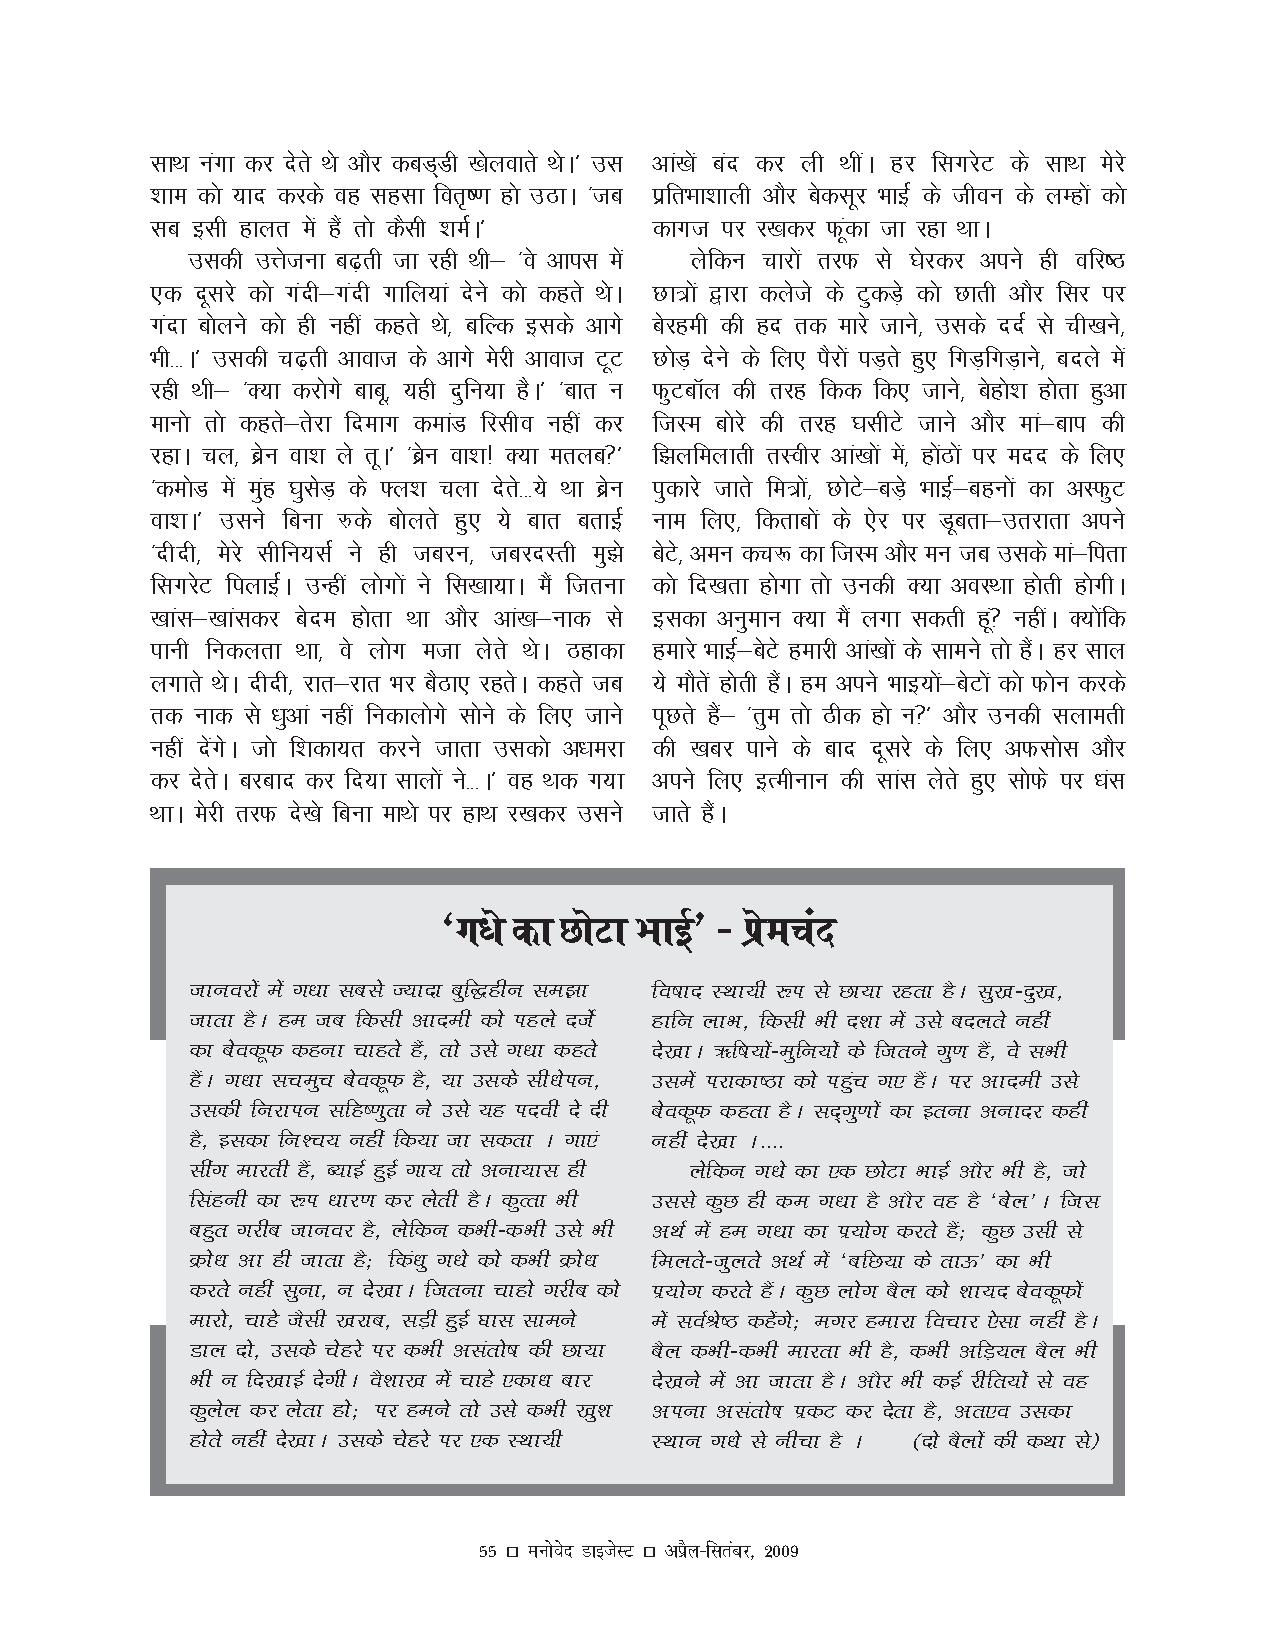 साथ नंगा कर देते थे और कबड्डी खेलवाते थे।’ उस
शाम को याद करके वह सहसा वितृष्ण हो उठा। ‘जब
सब इसी हालत में हैं तो कैसी शर्म।’
उसकी उत्तेजना बढ़ती जा रही थी– ‘वे आपस में
एक दूसरे को गंदी–गंदी गालियां देने को कहते थे।
गंदा बोलने को ही नहीं कहते थे, बल्कि इसके आगे
भी...।’ उसकी चढ़ती आवाज के आगे मेरी आवाज टूट
रही थी– ‘क्या करोगे बाबू, यही दुनिया है।’ ‘बात न
मानो तो कहते–तेरा दिमाग कमांड रिसीव नहीं कर
रहा। चल, ब्रेन वाश ले तू।’ ‘ब्रेन वाश! क्या मतलब?’
‘कमोड में मुंह घुसेड़ के फ्लश चला देते...ये था ब्रेन
वाश।’ उसने बिना रुके बोलते हुए ये बात बताई
‘दीदी, मेरे सीनियर्स ने ही जबरन, जबरदस्ती मुझे
सिगरेट पिलाई। उन्हीं लोगों ने सिखाया। मैं जितना
खांस–खांसकर बेदम होता था और आंख–नाक से
पानी निकलता था, वे लोग मजा लेते थे। ठहाका
लगाते थे। दीदी, रात–रात भर बैठाए रहते। कहते जब
तक नाक से धुआं नहीं निकालोगे सोने के लिए जाने
नहीं देंगे। जो शिकायत करने जाता उसको अधमरा
कर देते। बरबाद कर दिया सालों ने...।’ वह थक गया
था। मेरी तरफ देखे बिना माथे पर हाथ रखकर उसने
आंखें बंद कर ली थीं। हर सिगरेट के साथ मेरे
प्रतिभाशाली और बेकसूर भाई के जीवन के लम्हों को
कागज पर रखकर फूंका जा रहा था।
लेकिन चारों तरफ से घेरकर अपने ही वरिष्ठ
छात्रों द्वारा कलेजे के टुकड़े को छाती और सिर पर
बेरहमी की हद तक मारे जाने, उसके दर्द से चीखने,
छोड़ देने के लिए पैरों पड़ते हुए गिड़गिड़ाने, बदले में
फुटबॉल की तरह किक किए जाने, बेहोश होता हुआ
जिस्म बोरे की तरह घसीटे जाने और मां–बाप की
झिलमिलाती तस्वीर आंखों में, होंठों पर मदद के लिए
पुकारे जाते मित्रों, छोटे–बड़े भाई–बहनों का अस्फुट
नाम लिए, किताबों के ऐर पर डूबता–उतराता अपने
बेटे, अमन कचरू का जिस्म और मन जब उसके मां–पिता
को दिखता होगा तो उनकी क्या अवस्था होती होगी।
इसका अनुमान क्या मैं लगा सकती हूं? नहीं। क्योंकि
हमारे भाई–बेटे हमारी आंखों के सामने तो हैं। हर साल
ये मौतें होती हैं। हम अपने भाइयों–बेटों को फोन करके
पूछते हैं– ‘तुम तो ठीक हो न?’ और उनकी सलामती
की खबर पाने के बाद दूसरे के लिए अफसोस और
अपने लिए इत्मीनान की सांस लेते हुए सोफे पर धंस
जाते हैं।
‘गधे का छोटा भाई’ - प्रेमचंद
जानवरों में गधा सबसे ज्यादा बुद्धिहीन समझा
जाता है। हम जब किसी आदमी को पहले दर्जे
का बेवकूफ कहना चाहते हैं, तो उसे गधा कहते
हैं। गधा सचमुच बेवकूफ है, या उसके सीधेपन,
उसकी निरापन सहिष्णुता ने उसे यह पदवी दे दी
है, इसका निश्चय नहीं किया जा सकता । गाएं
सींग मारती हैं, ब्याई हुई गाय तो अनायास ही
सिंहनी का रूप धारण कर लेती है। कुत्ता भी
बहुत गरीब जानवर है, लेकिन कभी-कभी उसे भी
क्रोध आ ही जाता है; किंधु गधे को कभी क्रोध
करते नहीं सुना, न देखा। जितना चाहो गरीब को
मारो, चाहे जैसी खराब, सड़ी हुई घास सामने
डाल दो, उसके चेहरे पर कभी असंतोष की छाया
भी न दिखाई देगी। वैशाख में चाहे एकाध बार
कुलेल कर लेता हो; पर हमने तो उसे कभी खुश
होते नहीं देखा। उसके चेहरे पर एक स्थायी
विषाद स्थायी रूप से छाया रहता है। सुख-दुख,
हानि लाभ, किसी भी दशा में उसे बदलते नहीं
देखा। ऋषियों-मुनियों के जितने गुण हैं, वे सभी
उसमें पराकाष्ठा को पहुंच गए हैं। पर आदमी उसे
बेवकूफ कहता है। सद्गुणों का इतना अनादर कहीं
नहीं देखा ।....
लेकिन गधे का एक छोटा भाई और भी है, जो
उससे कुछ ही कम गधा है और वह है ‘बेल’। जिस
अर्थ में हम गधा का प्रयोग करते हैं; कुछ उसी से
मिलते-जुलते अर्थ में ‘बछिया के ताऊ’ का भी
प्रयोग करते हैं। कुछ लोग बैल को शायद बेवकूफों
में सर्वश्रेष्ठ कहेंगे; मगर हमारा विचार ऐसा नहीं है।
बैल कभी-कभी मारता भी है, कभी अड़ियल बैल भी
देखने में आ जाता है। और भी कई रीतियों से वह
अपना असंतोष प्रकट कर देता है, अतएव उसका
स्थान गधे से नीचा है । (दो बैलों की कथा से)
55 □ मनोवेद डाइजेस्ट □ अप्रैल-सितंबर, 2009